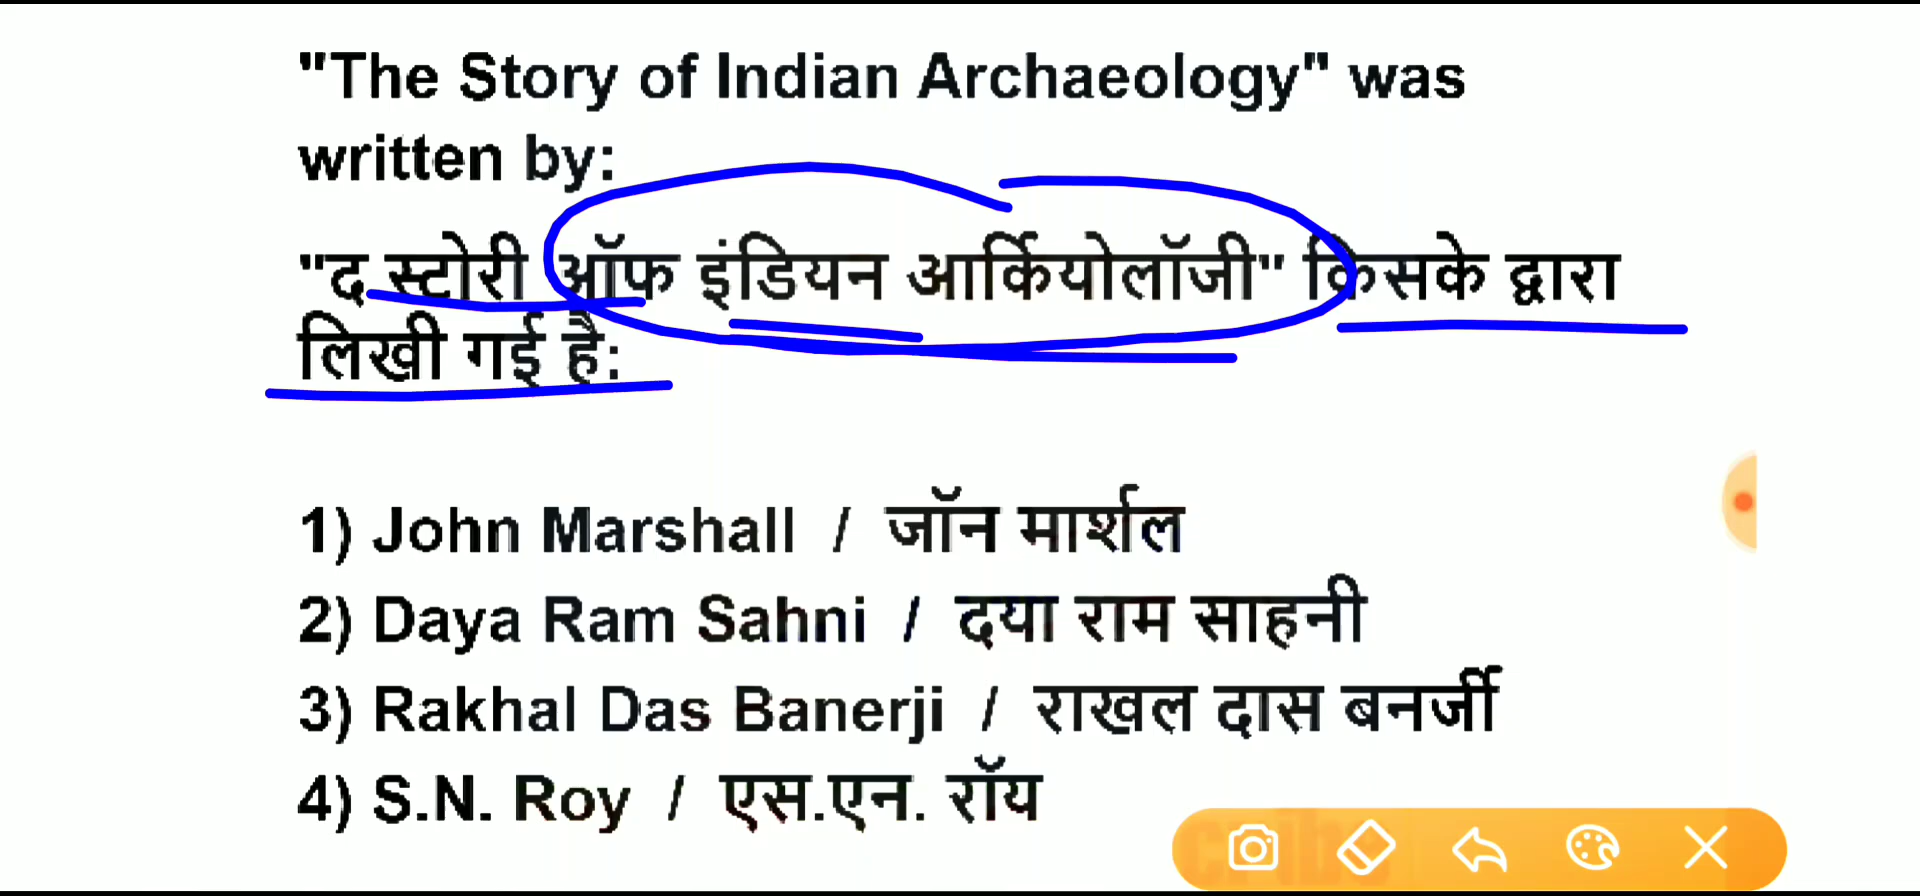 "The Story of Indian Archaeology" was
written by:
"द स्टोरी ऑफ इंडियन आर्कियोलॉजी" किसके द्वारा
लिखी गई है:
1) John Marshall / जॉन मार्शल
2) Daya Ram Sahni / दया राम साहनी
3) Rakhal Das Banerji / राखल दास बनर्जी
4) S.N. Roy / एस.एन. रॉय